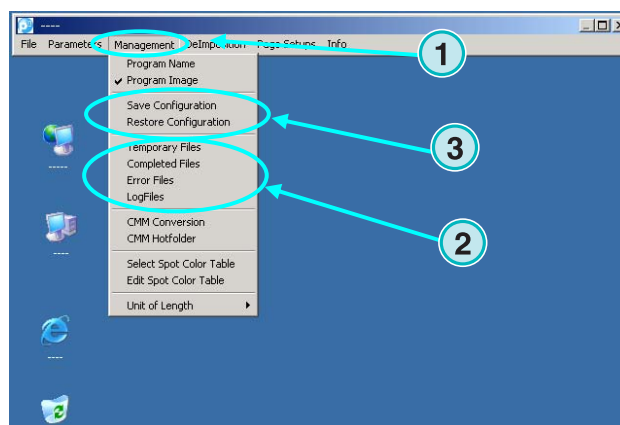 ----
File Parameters Management DeImposition Page Setups Info
1
Program Name
✓ Program Image
Save Configuration
Restore Configuration
3
Temporary Files
Completed Files
Error Files
LogFiles
2
CMM Conversion
CMM Hotfolder
Select Spot Color Table
Edit Spot Color Table
Unit of Length
-----
----
----